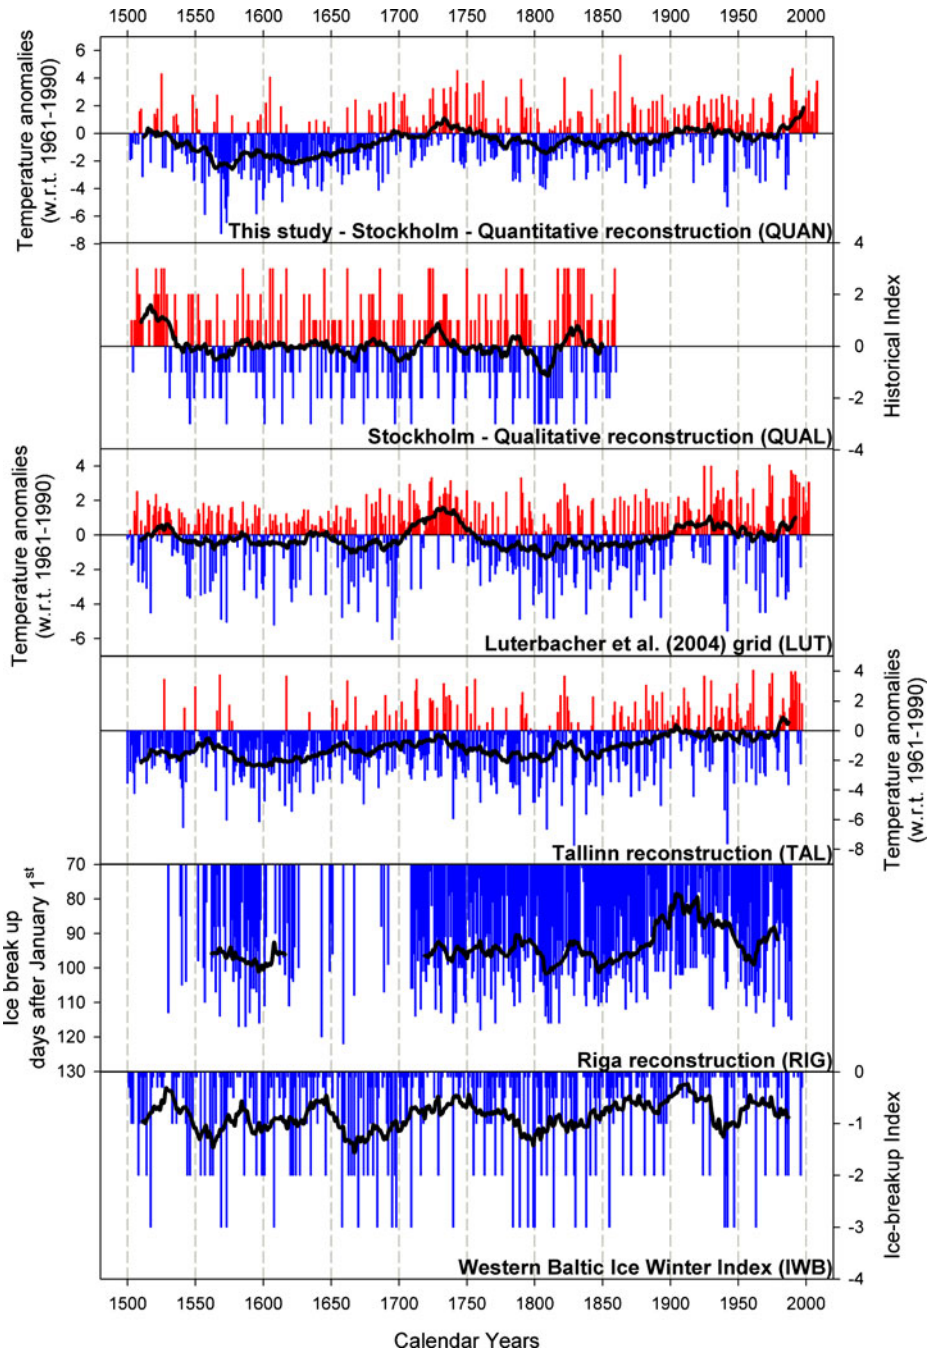 1500 1550 1600 1650 1700 1750 1800 1850 1900 1950 2000
Temperature anomalies
(w.r.t. 1961-1990)
6
4
2
0
-2
-4
-6
-8
This study - Stockholm - Quantitative reconstruction (QUAN)
4
2
0
-2
-4
Historical Index
Stockholm - Qualitative reconstruction (QUAL)
Temperature anomalies
(w.r.t. 1961-1990)
4
2
0
-2
-4
-6
Luterbacher et al. (2004) grid (LUT)
4
2
0
-2
-4
-6
-8
Temperature anomalies
(w.r.t. 1961-1990)
Tallinn reconstruction (TAL)
Ice break up
days after January 1st
70
80
90
100
110
120
130
Riga reconstruction (RIG)
0
-1
-2
-3
-4
Ice-breakup Index
Western Baltic Ice Winter Index (IWB)
1500 1550 1600 1650 1700 1750 1800 1850 1900 1950 2000
Calendar Years